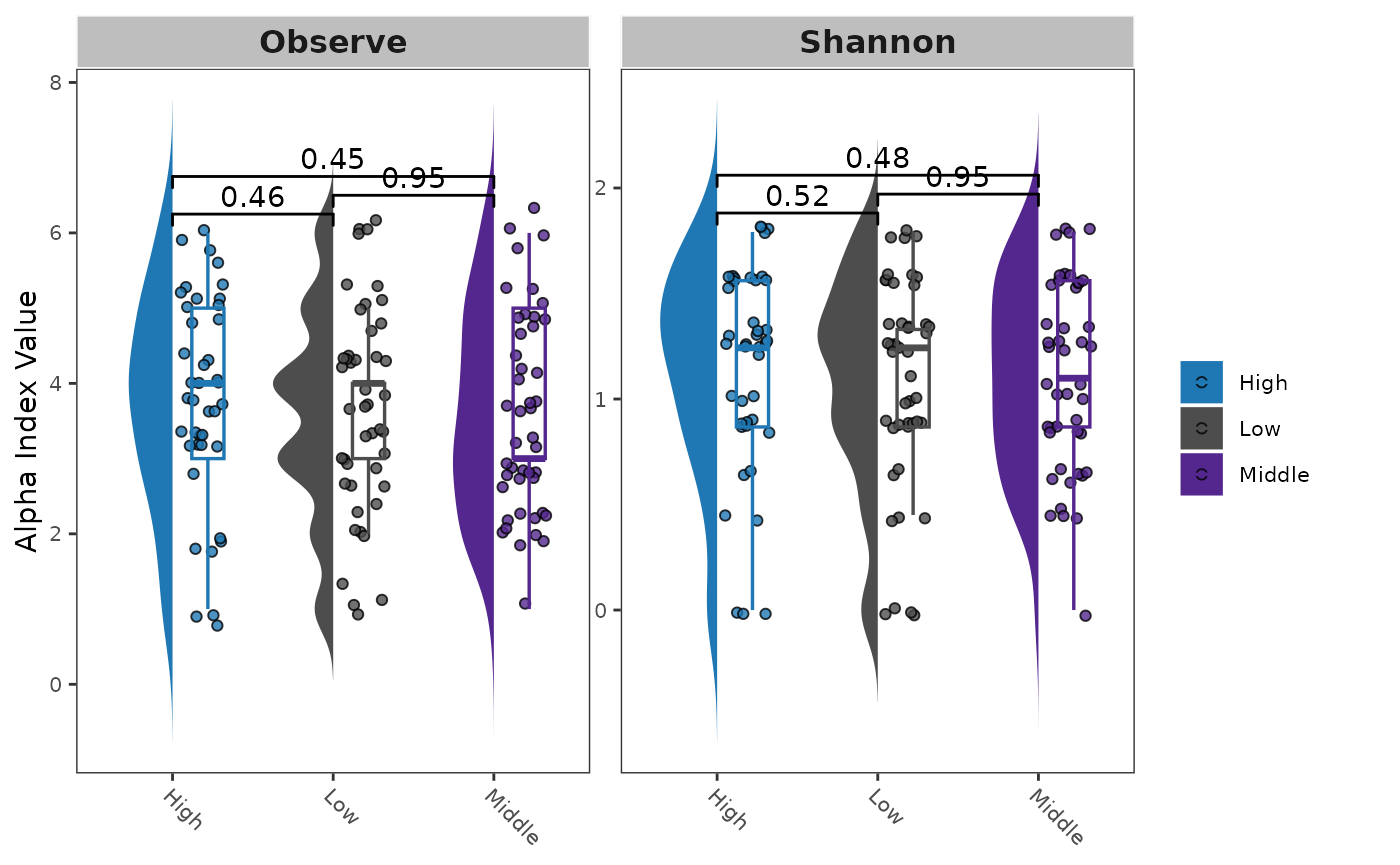 Observe
Shannon
Alpha Index Value
8
6
4
2
0
0.45
0.95
0.46
High
Low
Middle
2
1
0
0.48
0.95
0.52
High
Low
Middle
High
Low
Middle